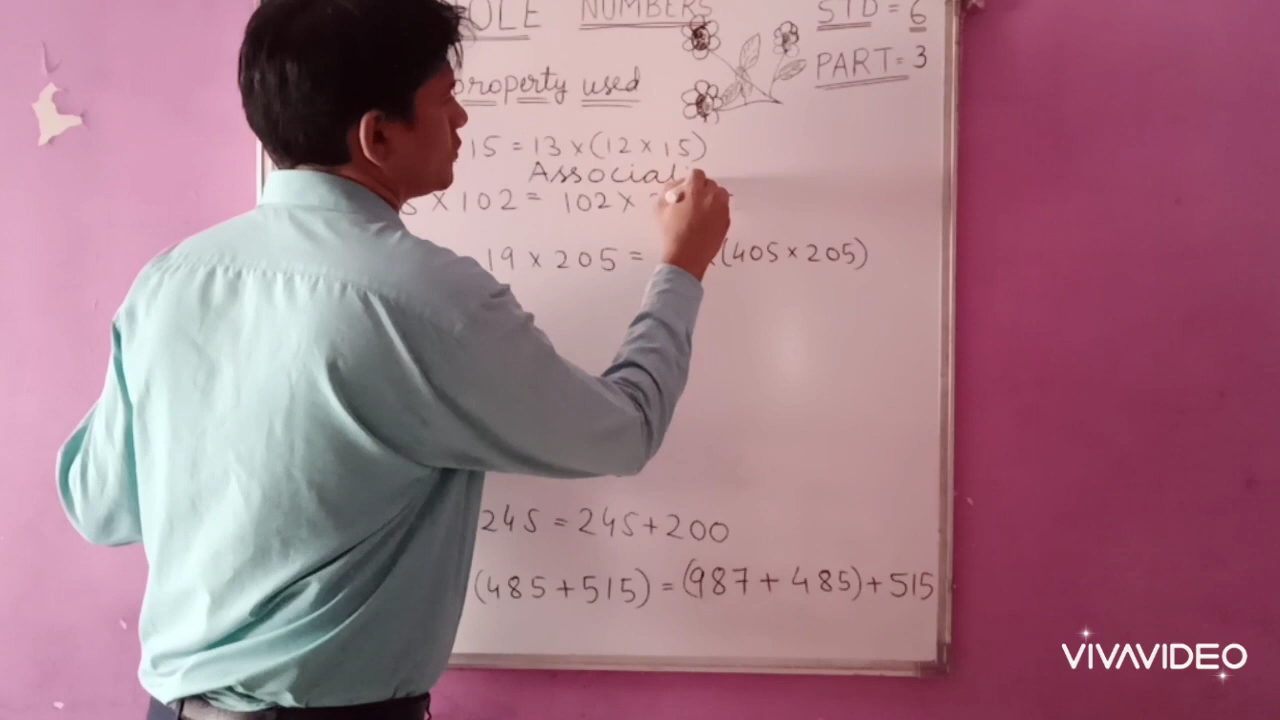 OLE NUMBERS
STD = 6
PART = 3
property used
15 = 13 × (12 × 15)
Associati
× 102 = 102 ×
19 × 205 = (405 × 205)
245 = 245 + 200
(485 + 515) = (987 + 485) + 515
VIVAVIDEO